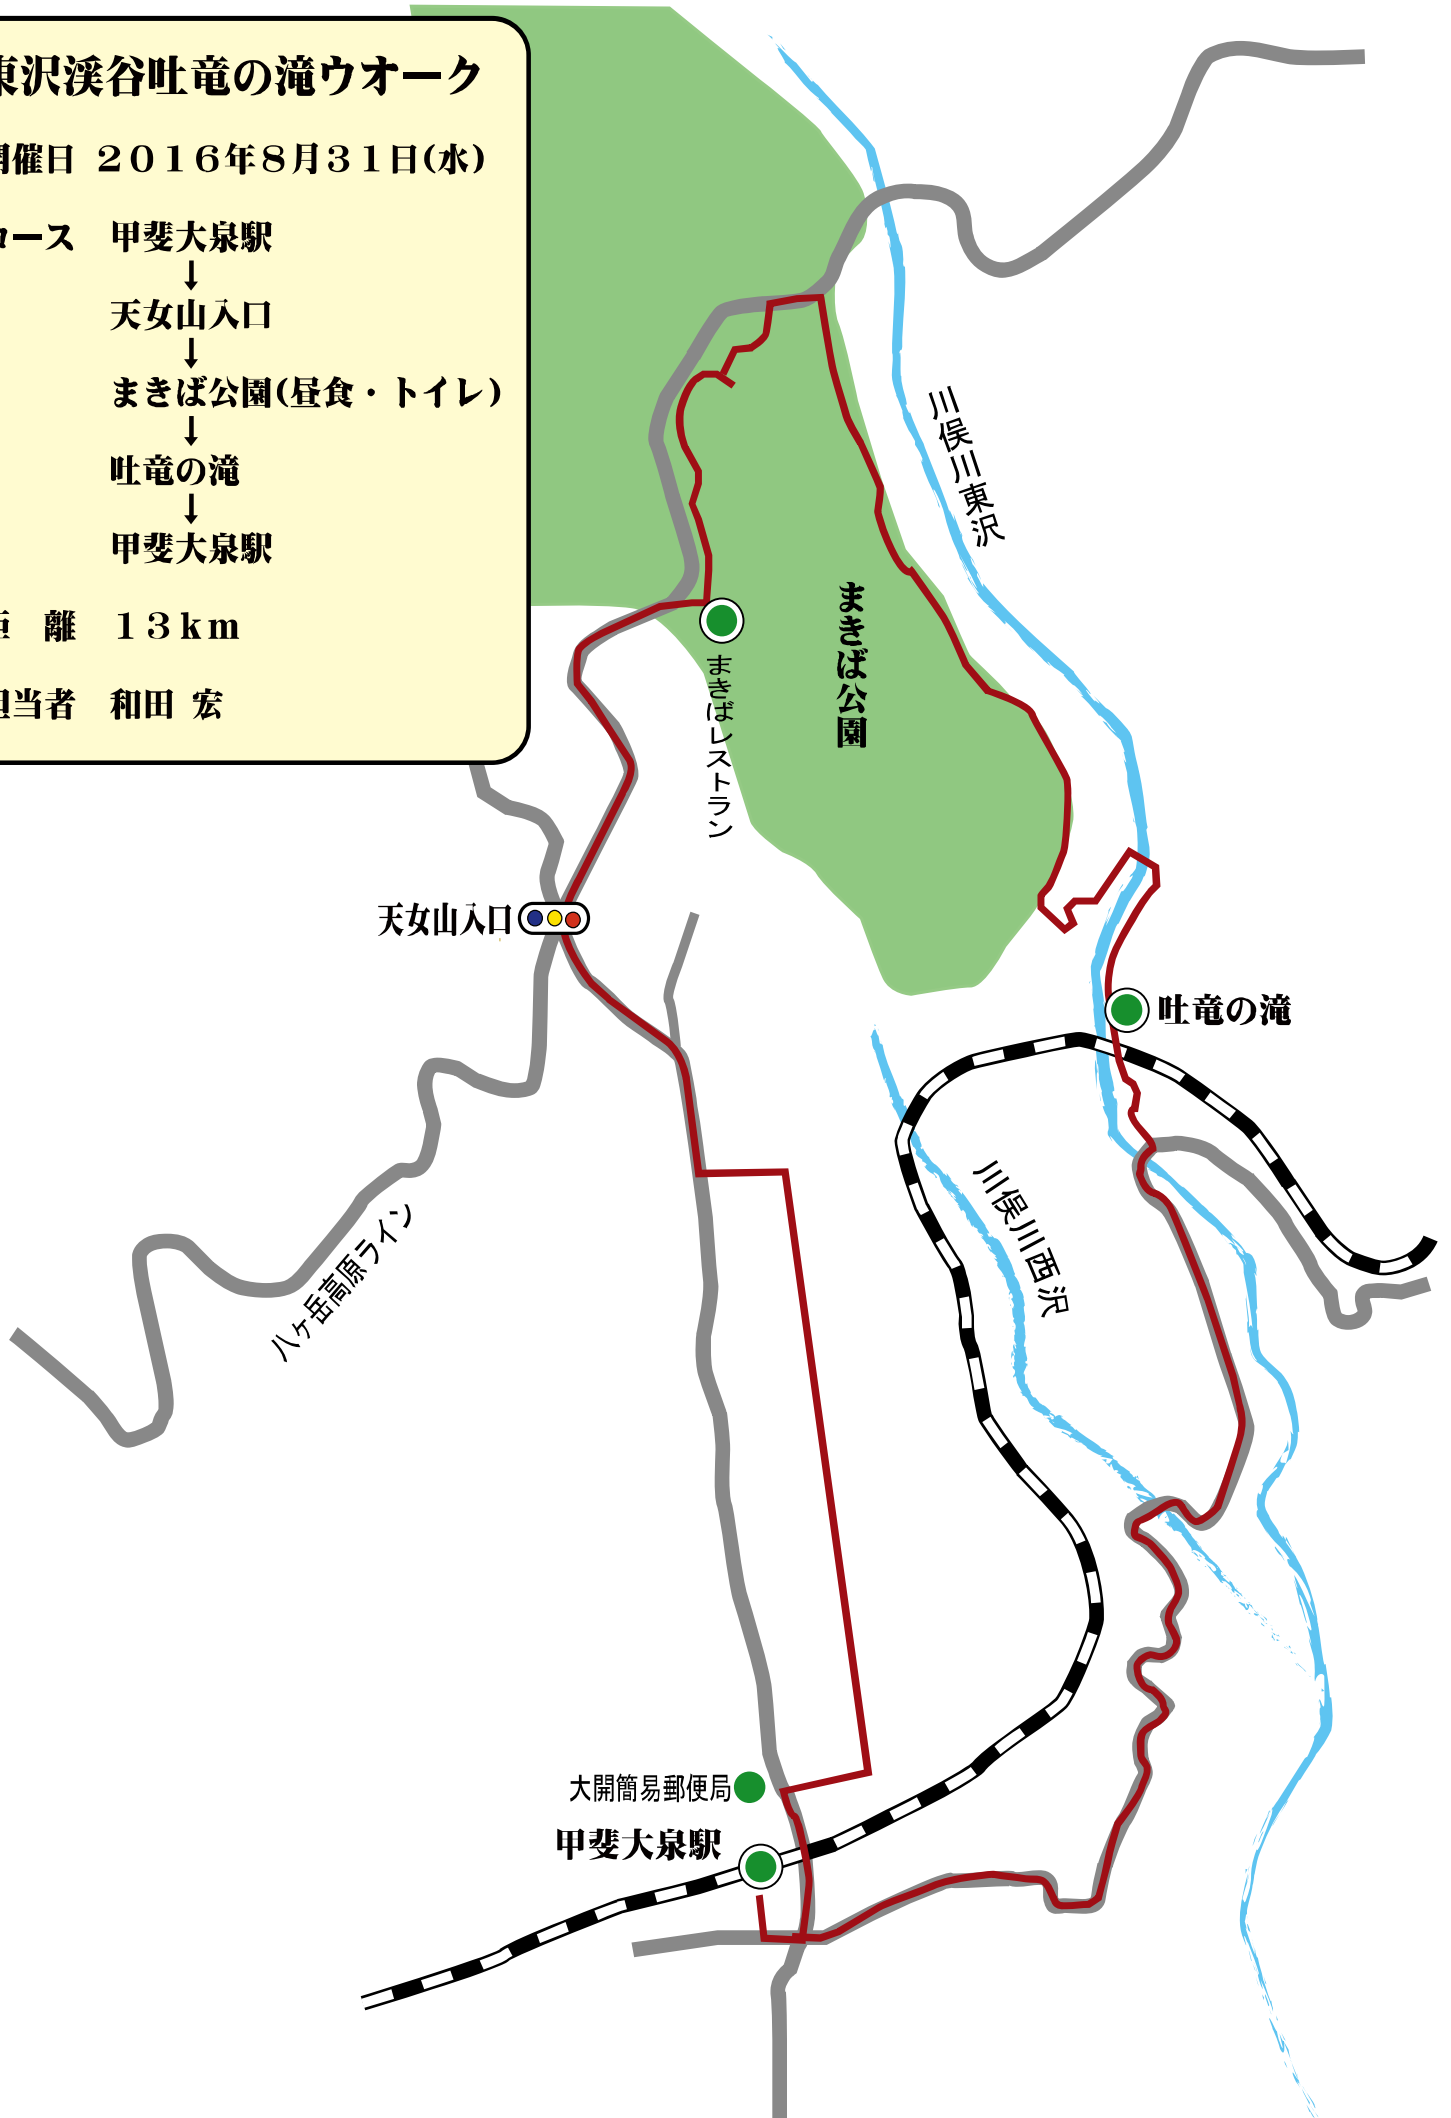 東沢渓谷吐竜の滝ウオーク
開催日 ２０１６年８月３１日(水)
コース 甲斐大泉駅
↓
天女山入口
↓
まきば公園(昼食・トイレ)
↓
吐竜の滝
↓
甲斐大泉駅
距 離 １３ｋｍ
担当者 和田 宏
川俣川東沢
まきば公園
まきばレストラン
天女山入口
吐竜の滝
川俣川西沢
八ヶ岳高原ライン
大開簡易郵便局
甲斐大泉駅